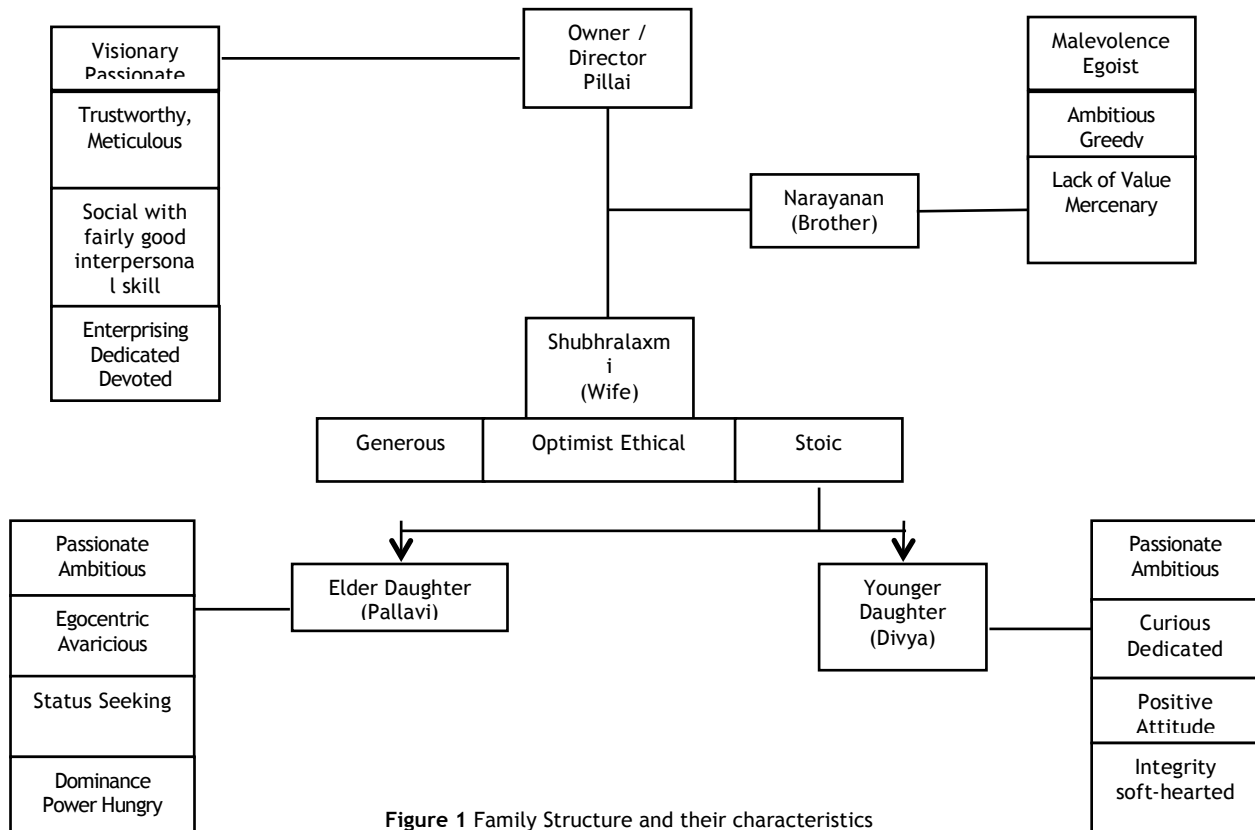 Owner /
Director
Pillai
Visionary
Passionate
Trustworthy,
Meticulous
Social with
fairly good
interpersona
l skill
Enterprising
Dedicated
Devoted
Malevolence
Egoist
Ambitious
Greedy
Lack of Value
Mercenary
Narayanan
(Brother)
Shubhralaxm
i
(Wife)
Generous
Optimist Ethical
Stoic
Passionate
Ambitious
Egocentric
Avaricious
Status Seeking
Dominance
Power Hungry
Elder Daughter
(Pallavi)
Younger
Daughter
(Divya)
Passionate
Ambitious
Curious
Dedicated
Positive
Attitude
Integrity
soft-hearted
Figure 1 Family Structure and their characteristics